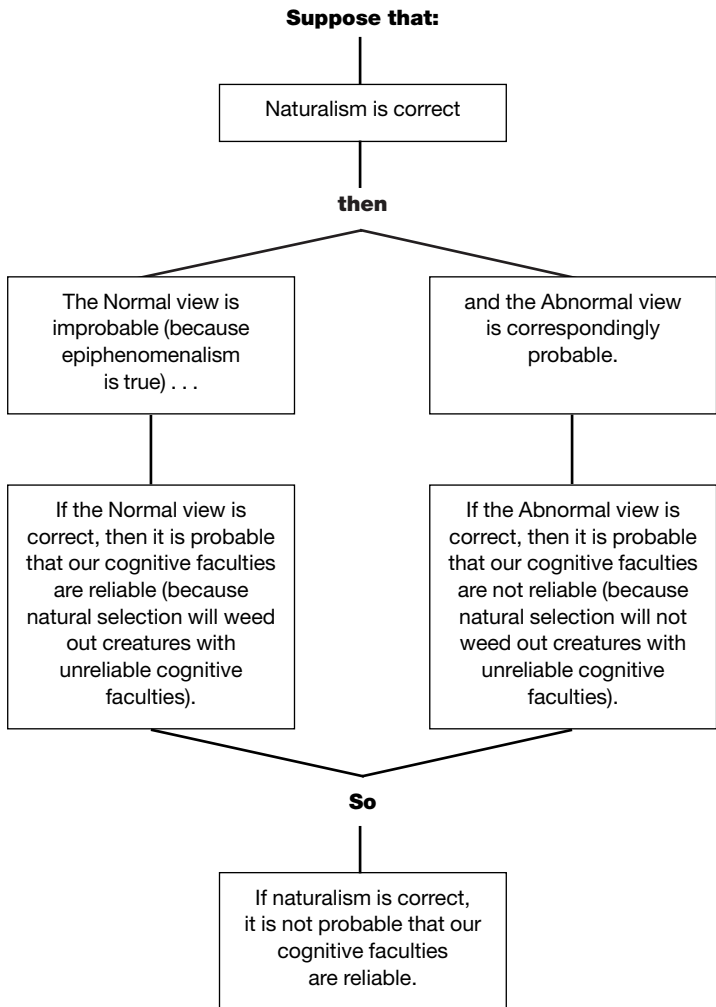 Suppose that:
Naturalism is correct
then
The Normal view is
improbable (because
epiphenomenalism
is true) . . .
and the Abnormal view
is correspondingly
probable.
If the Normal view is
correct, then it is probable
that our cognitive faculties
are reliable (because
natural selection will weed
out creatures with
unreliable cognitive
faculties).
If the Abnormal view is
correct, then it is probable
that our cognitive faculties
are not reliable (because
natural selection will not
weed out creatures with
unreliable cognitive
faculties).
So
If naturalism is correct,
it is not probable that our
cognitive faculties
are reliable.